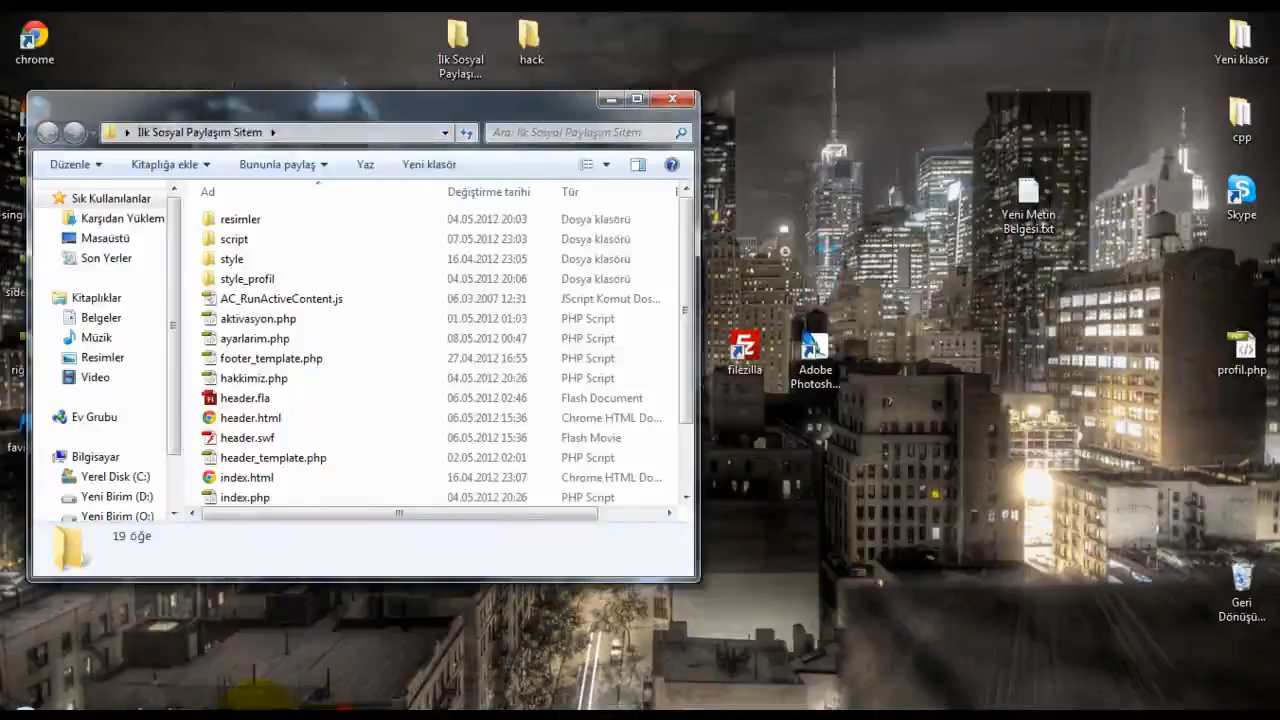 chrome
İlk Sosyal
Paylaşı...
hack
Yeni klasör
cpp
Skype
Yeni Metin
Belgesi.txt
filezilla
Adobe
Photosh...
profil.php
Geri
Dönüşü...
İlk Sosyal Paylaşım Sitem
Ara: İlk Sosyal Paylaşım Sitem
Düzenle
Kitaplığa ekle
Bununla paylaş
Yaz
Yeni klasör
Ad
Değiştirme tarihi
Tür
Sık Kullanılanlar
Karşıdan Yüklem
Masaüstü
Son Yerler
Kitaplıklar
Belgeler
Müzik
Resimler
Video
Ev Grubu
Bilgisayar
Yerel Disk (C:)
Yeni Birim (D:)
Yeni Birim (O:)
resimler 04.05.2012 20:03 Dosya klasörü
script 07.05.2012 23:03 Dosya klasörü
style 16.04.2012 23:05 Dosya klasörü
style_profil 04.05.2012 20:06 Dosya klasörü
AC_RunActiveContent.js 06.03.2007 12:31 JScript Komut Dos...
aktivasyon.php 01.05.2012 01:03 PHP Script
ayarlarim.php 08.05.2012 00:47 PHP Script
footer_template.php 27.04.2012 16:55 PHP Script
hakkimiz.php 04.05.2012 20:26 PHP Script
header.fla 06.05.2012 02:46 Flash Document
header.html 06.05.2012 15:36 Chrome HTML Do...
header.swf 06.05.2012 15:36 Flash Movie
header_template.php 02.05.2012 02:01 PHP Script
index.html 16.04.2012 23:07 Chrome HTML Do...
index.php 04.05.2012 20:26 PHP Script
19 öğe